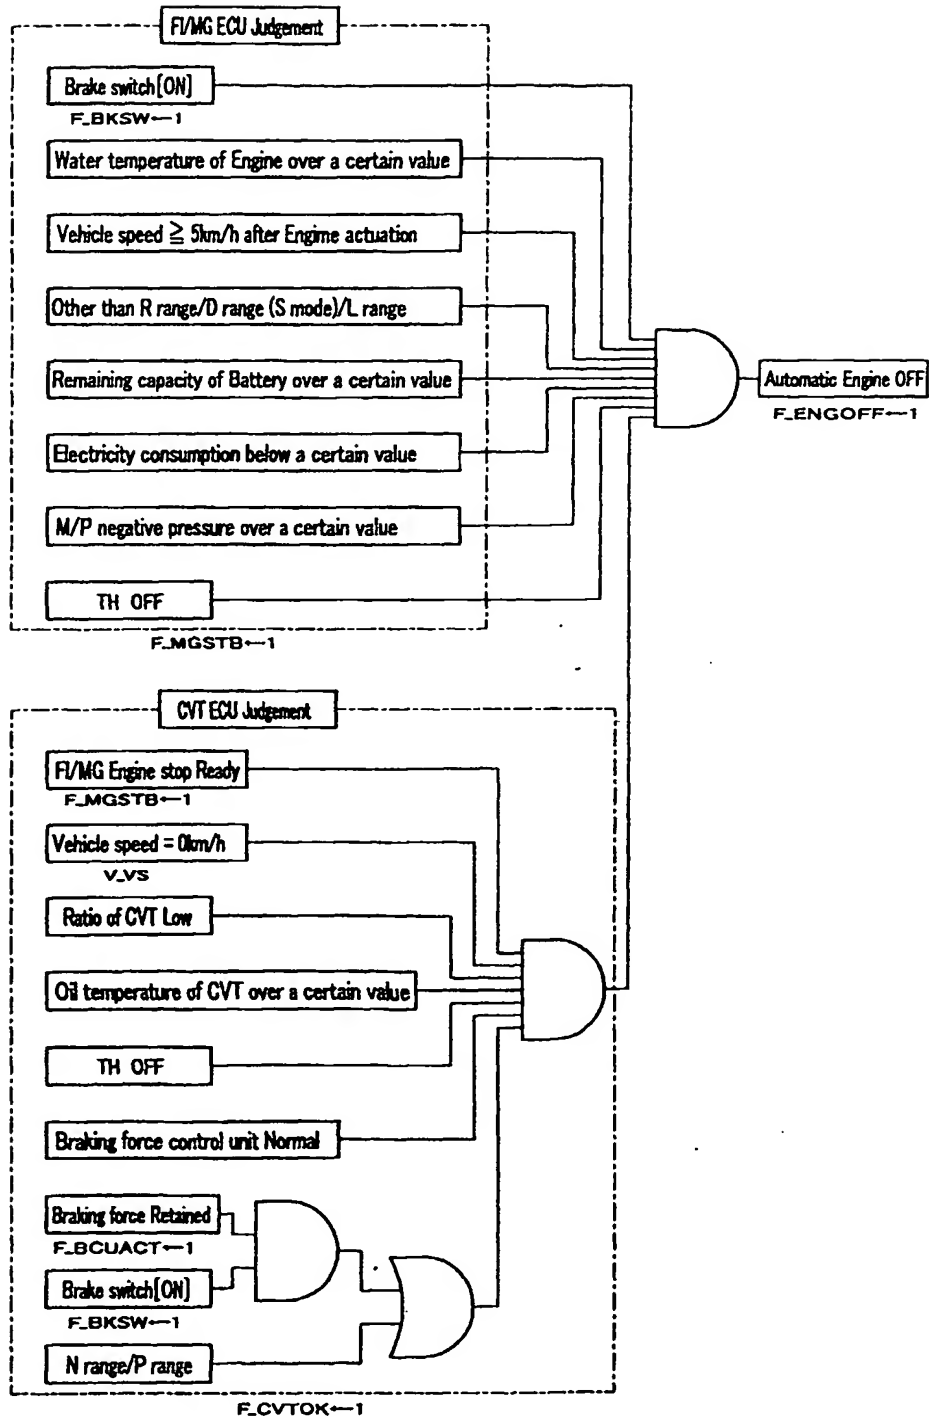 FI/MG ECU Judgement
Brake switch[ON]
F_BKSW←1
Water temperature of Engine over a certain value
Vehicle speed ≧ 5km/h after Engime actuation
Other than R range/D range (S mode)/L range
Remaining capacity of Battery over a certain value
Automatic Engine OFF
F_ENGOFF←1
Electricity consumption below a certain value
M/P negative pressure over a certain value
TH OFF
F_MGSTB←1
CVT ECU Judgement
FI/MG Engine stop Ready
F_MGSTB←1
Vehicle speed = 0km/h
V_VS
Ratio of CVT Low
Oil temperature of CVT over a certain value
TH OFF
Braking force control unit Normal
Braking force Retained
F_BCUACT←1
Brake switch[ON]
F_BKSW←1
N range/P range
F_CVTOK←1